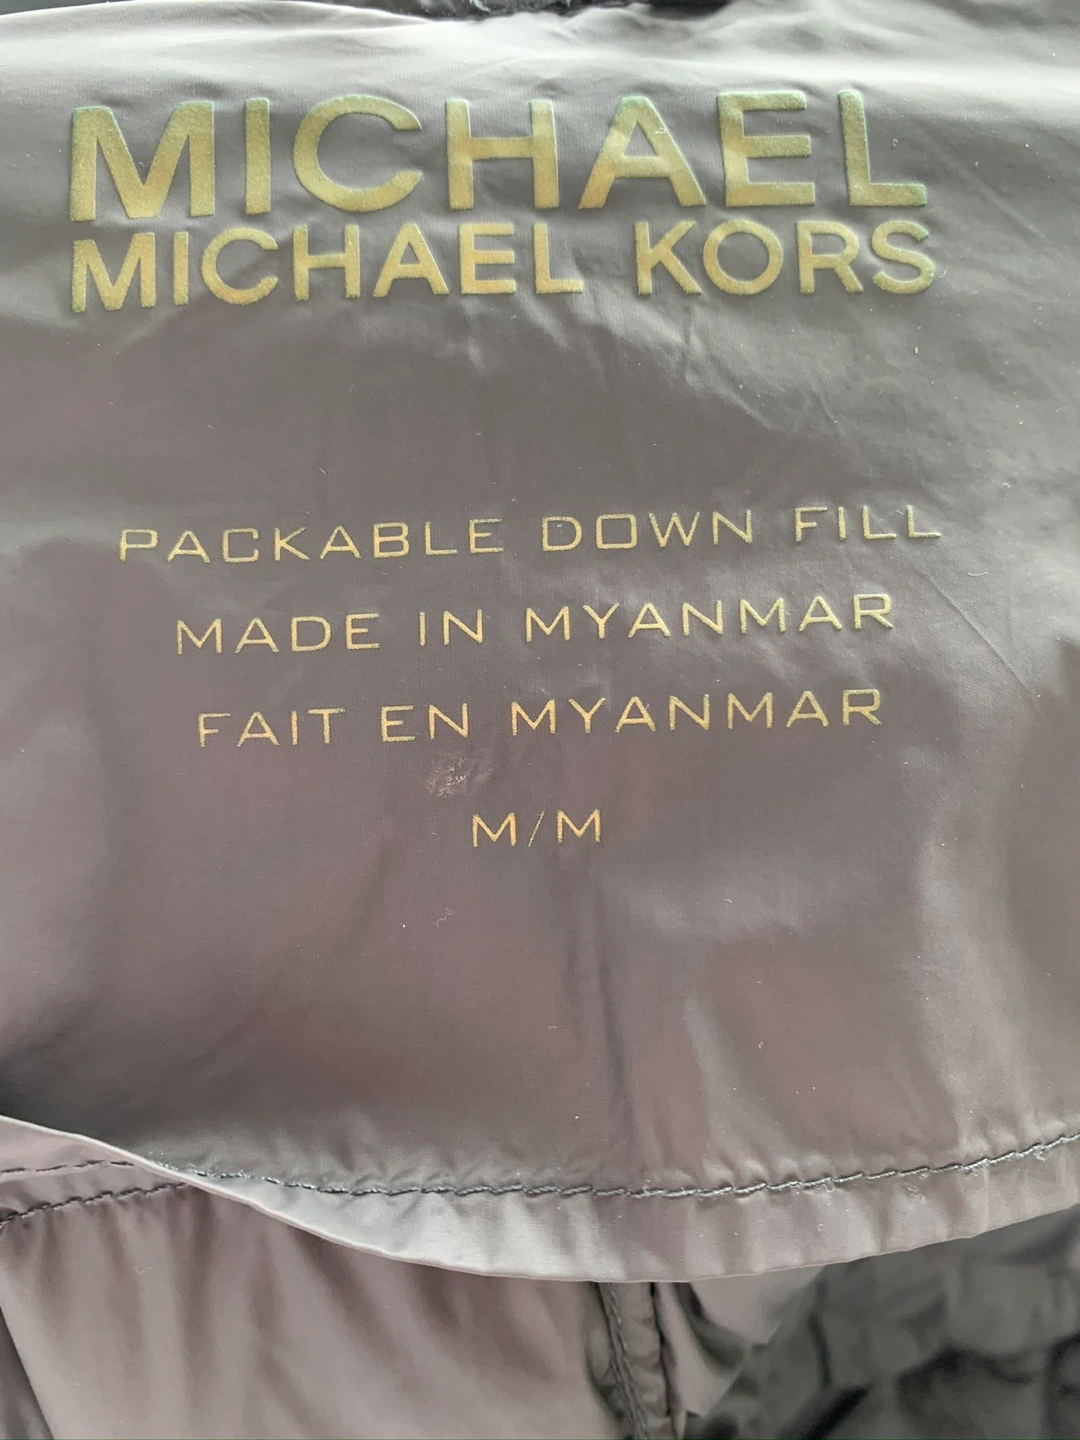 MICHAEL
MICHAEL KORS
PACKABLE DOWN FILL
MADE IN MYANMAR
FAIT EN MYANMAR
M/M